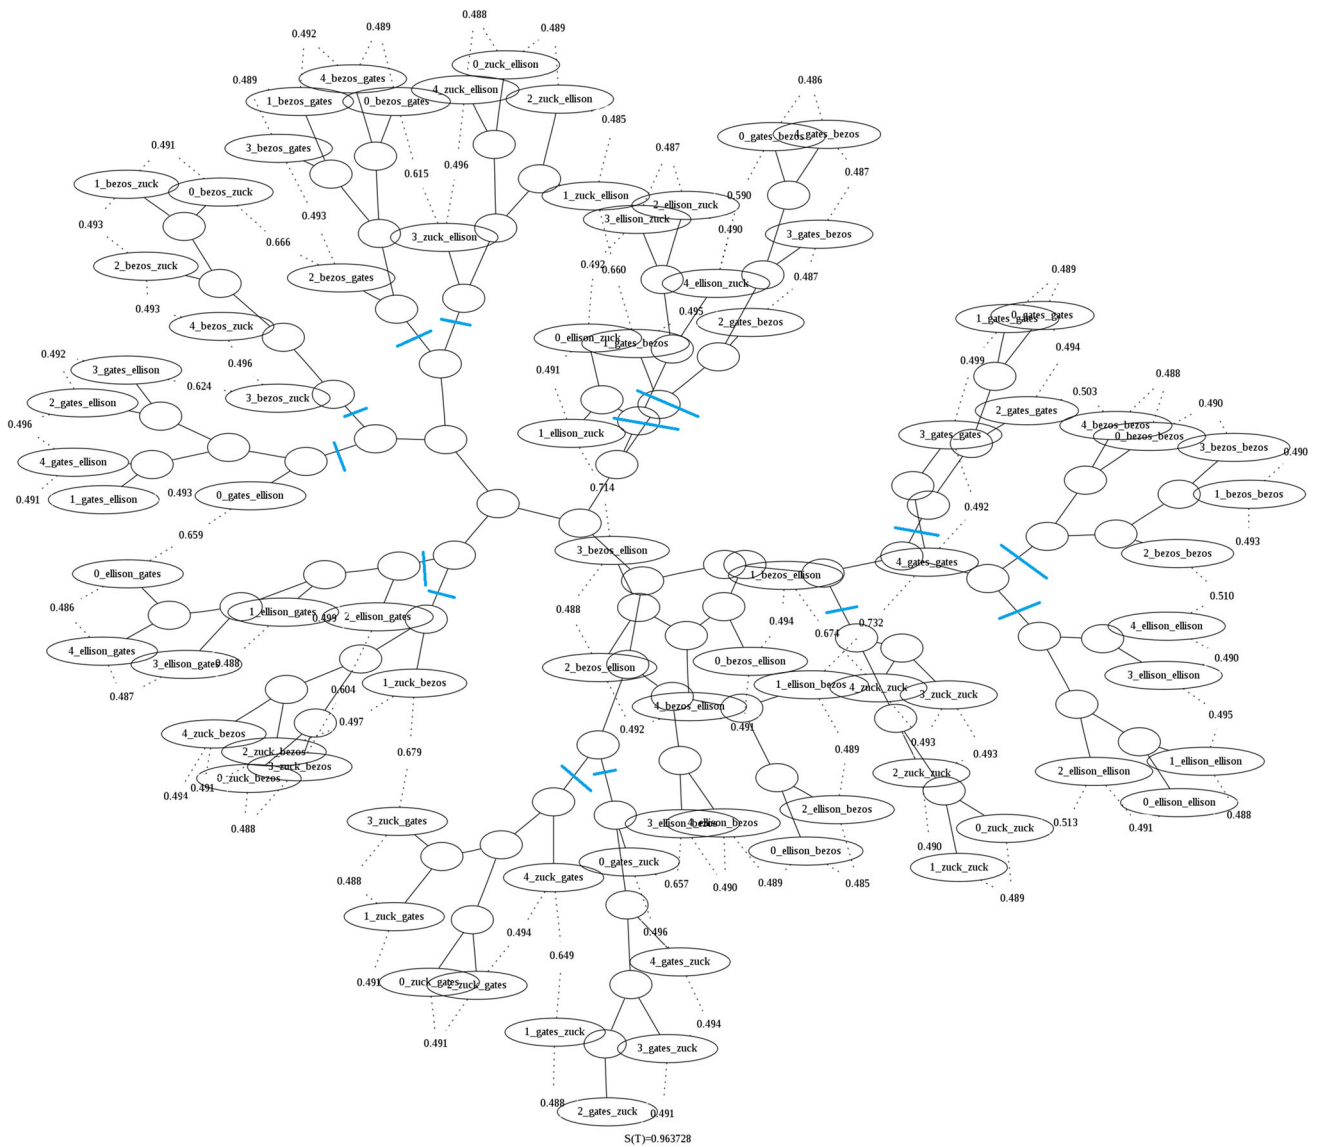 0.488
0.489
0.492
0.489
0_zuck_ellison
4_bezos_gates
0.489
4_zuck_ellison
0.486
1_bezos_gates
0_bezos_gates
2_zuck_ellison
0.485
0_gates_bezos
4_gates_bezos
0.491
3_bezos_gates
0.487
0.496
0.615
0.487
1_bezos_zuck
0_bezos_zuck
1_zuck_ellison
0.590
2_ellison_zuck
3_ellison_zuck
0.493
0.493
0.490
3_gates_bezos
3_zuck_ellison
0.666
2_bezos_zuck
0.492
0.660
0.489
2_bezos_gates
0.487
4_ellison_zuck
0.493
0.495
1_gates_gates
0_gates_gates
4_bezos_zuck
2_gates_bezos
0_ellison_zuck
1_gates_bezos
0.494
0.492
0.496
0.499
3_gates_ellison
0.491
0.488
0.624
0.503
3_bezos_zuck
2_gates_ellison
0.490
2_gates_gates
0.496
4_bezos_bezos
1_ellison_zuck
3_gates_gates
0_bezos_bezos
3_bezos_bezos
0.490
4_gates_ellison
0.714
0.493
0_gates_ellison
1_bezos_bezos
0.491
1_gates_ellison
0.492
0.659
0.493
3_bezos_ellison
2_bezos_bezos
4_gates_gates
0_ellison_gates
1_bezos_ellison
0.510
0.486
1_ellison_gates
0.499
2_ellison_gates
0.488
0.494
0.732
0.674
4_ellison_ellison
4_ellison_gates
3_ellison_gates
0.488
2_bezos_ellison
0_bezos_ellison
0.490
3_ellison_ellison
0.487
1_zuck_bezos
0.604
1_ellison_bezos
4_zuck_zuck
3_zuck_zuck
4_bezos_ellison
0.495
0.497
0.492
0.491
4_zuck_bezos
0.493
0.493
0.679
0.489
2_zuck_bezos
3_zuck_bezos
0_zuck_bezos
2_zuck_zuck
2_ellison_ellison
1_ellison_ellison
0.491
0.494
0_ellison_ellison
2_ellison_bezos
0.488
3_zuck_gates
3_ellison_bezos
4_ellison_bezos
0_zuck_zuck
0.513
0.491
0.488
0.490
0_ellison_bezos
0_gates_zuck
1_zuck_zuck
0.488
4_zuck_gates
0.657
0.490
0.489
0.485
0.489
1_zuck_gates
0.494
0.496
0.649
4_gates_zuck
0.491
0_zuck_gates
2_zuck_gates
0.494
1_gates_zuck
0.491
3_gates_zuck
0.488
2_gates_zuck
0.491
S(T)=0.963728